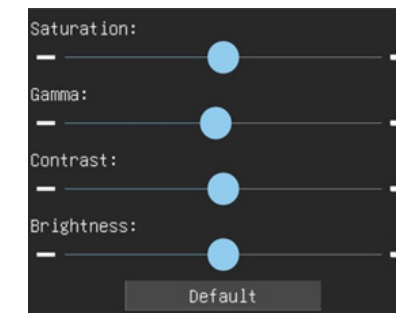 Saturation:
Gamma:
Contrast:
Brightness:
Default